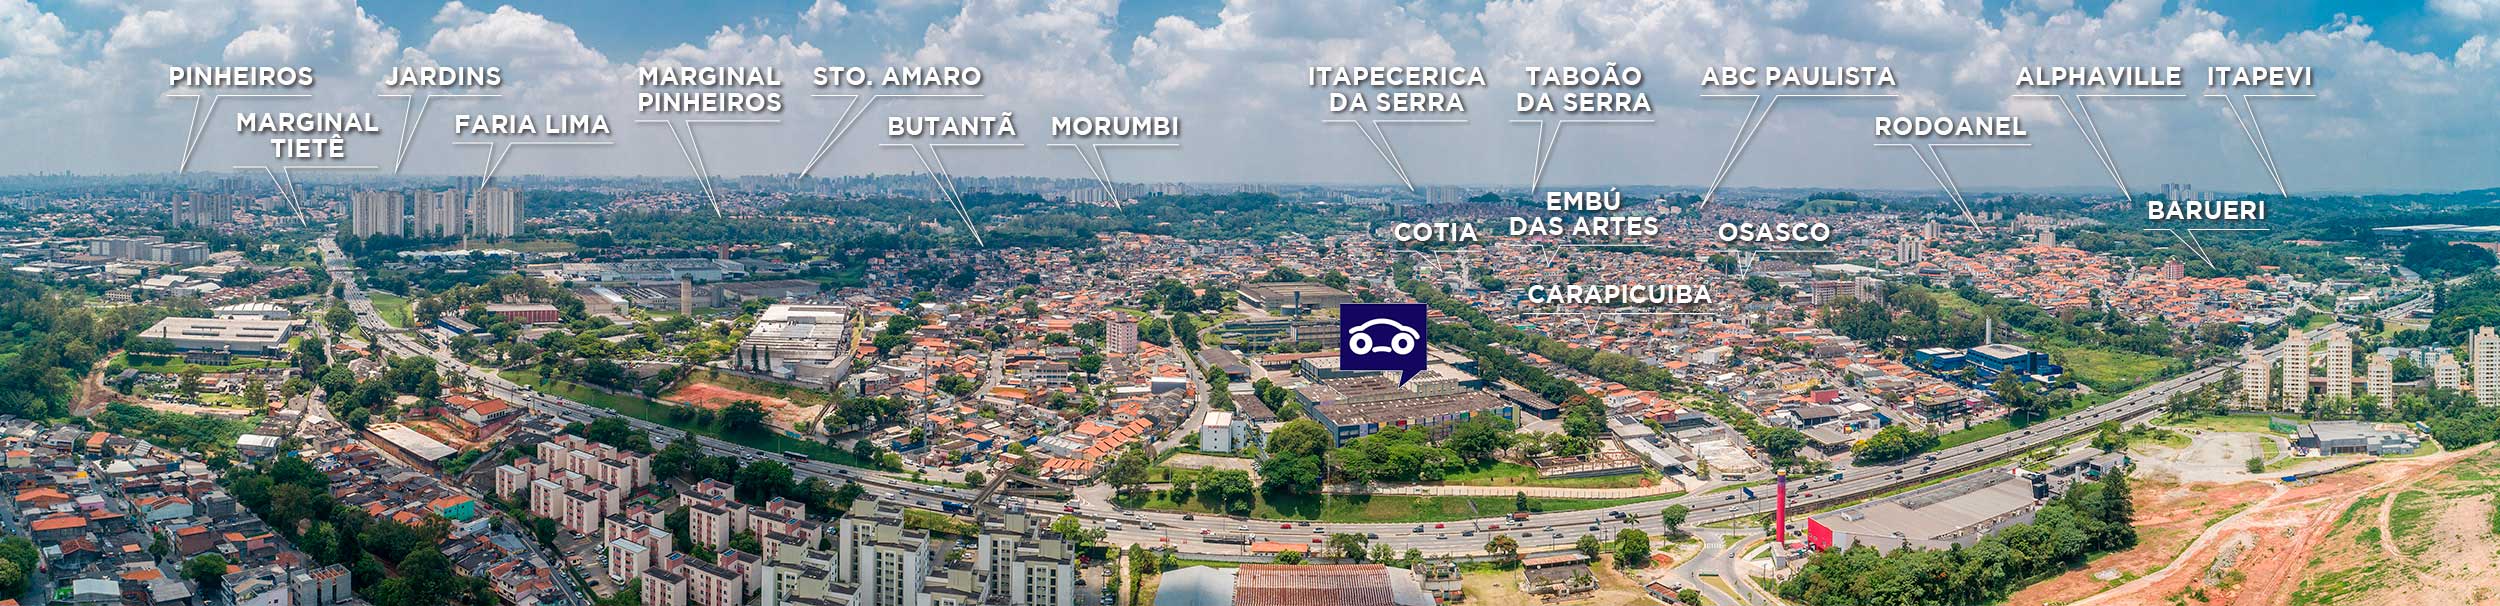 PINHEIROS
JARDINS
MARGINAL
PINHEIROS
STO. AMARO
ITAPECERICA
DA SERRA
TABOÃO
DA SERRA
ABC PAULISTA
ALPHAVILLE
ITAPEVI
MARGINAL
TIETÊ
FARIA LIMA
BUTANTÃ
MORUMBI
RODOANEL
EMBÚ
DAS ARTES
COTIA
OSASCO
BARUERI
CARAPICUIBA